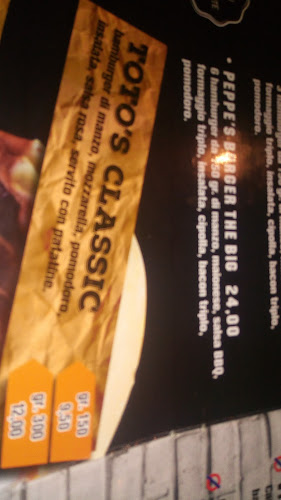 formaggio triplo, insalata, cipolla, bacon triplo,
pomodoro.
• PEPPE'S BURGER THE BIG 24,00
6 hamburger da 150 gr. di manzo, maionese, salsa BBQ,
formaggio triplo, insalata, cipolla, bacon triplo,
pomodoro.
TOTO'S CLASSIC
hamburger di manzo, mozzarella, pomodoro,
insalata, salsa rosa, servito con patatine.
gr. 150
9,50
gr. 300
12,00